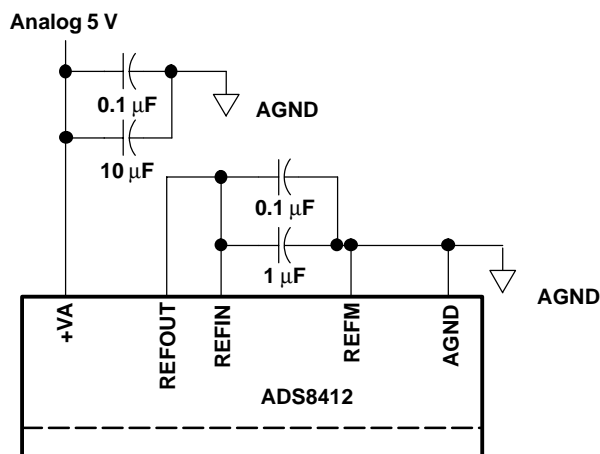 Analog 5 V
0.1 μF
AGND
10 μF
0.1 μF
1 μF
AGND
+VA
REFOUT
REFIN
REFM
AGND
ADS8412